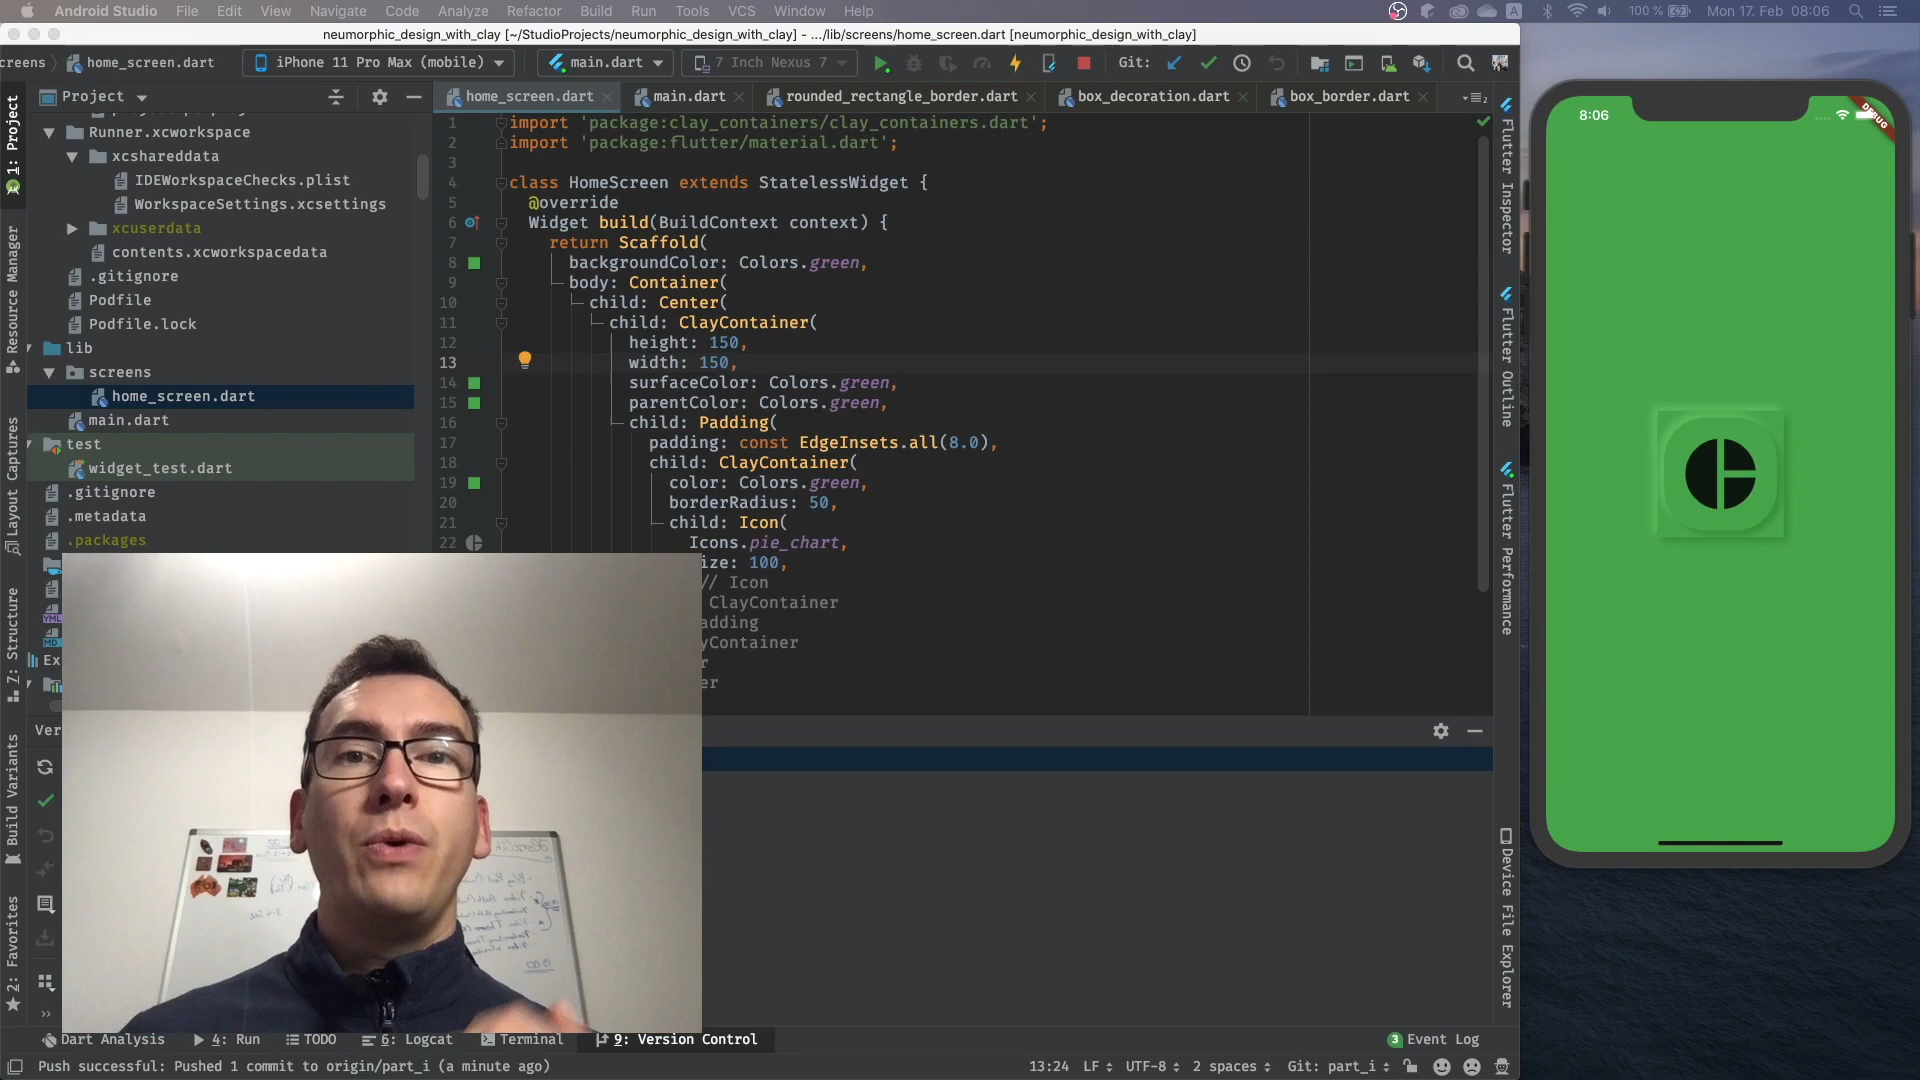 Android Studio File Edit View Navigate Code Analyze Refactor Build Run Tools VCS Window Help
100 % Mon 17. Feb 08:06
neumorphic_design_with_clay [~/StudioProjects/neumorphic_design_with_clay] - .../lib/screens/home_screen.dart [neumorphic_design_with_clay]
creens home_screen.dart iPhone 11 Pro Max (mobile) main.dart 7 Inch Nexus 7 Git:
Project
home_screen.dart main.dart rounded_rectangle_border.dart box_decoration.dart box_border.dart
1: Project
Resource Manager
Layout Captures
7: Structure
Build Variants
2: Favorites
Runner.xcworkspace
xcshareddata
IDEWorkspaceChecks.plist
WorkspaceSettings.xcsettings
xcuserdata
contents.xcworkspacedata
.gitignore
Podfile
Podfile.lock
lib
screens
home_screen.dart
main.dart
test
widget_test.dart
.gitignore
.metadata
.packages
YML
MD
Ex
Ver
1 import 'package:clay_containers/clay_containers.dart';
2 import 'package:flutter/material.dart';
3
4 class HomeScreen extends StatelessWidget {
5 @override
6 Widget build(BuildContext context) {
7 return Scaffold(
8 backgroundColor: Colors.green,
9 body: Container(
10 child: Center(
11 child: ClayContainer(
12 height: 150,
13 width: 150,
14 surfaceColor: Colors.green,
15 parentColor: Colors.green,
16 child: Padding(
17 padding: const EdgeInsets.all(8.0),
18 child: ClayContainer(
19 color: Colors.green,
20 borderRadius: 50,
21 child: Icon(
22 Icons.pie_chart,
ize: 100,
// Icon
ClayContainer
adding
yContainer
r
er
Flutter Inspector
Flutter Outline
Flutter Performance
Device File Explorer
8:06
DEBUG
Dart Analysis 4: Run TODO 6: Logcat Terminal 9: Version Control 3 Event Log
Push successful: Pushed 1 commit to origin/part_i (a minute ago) 13:24 LF UTF-8 2 spaces Git: part_i